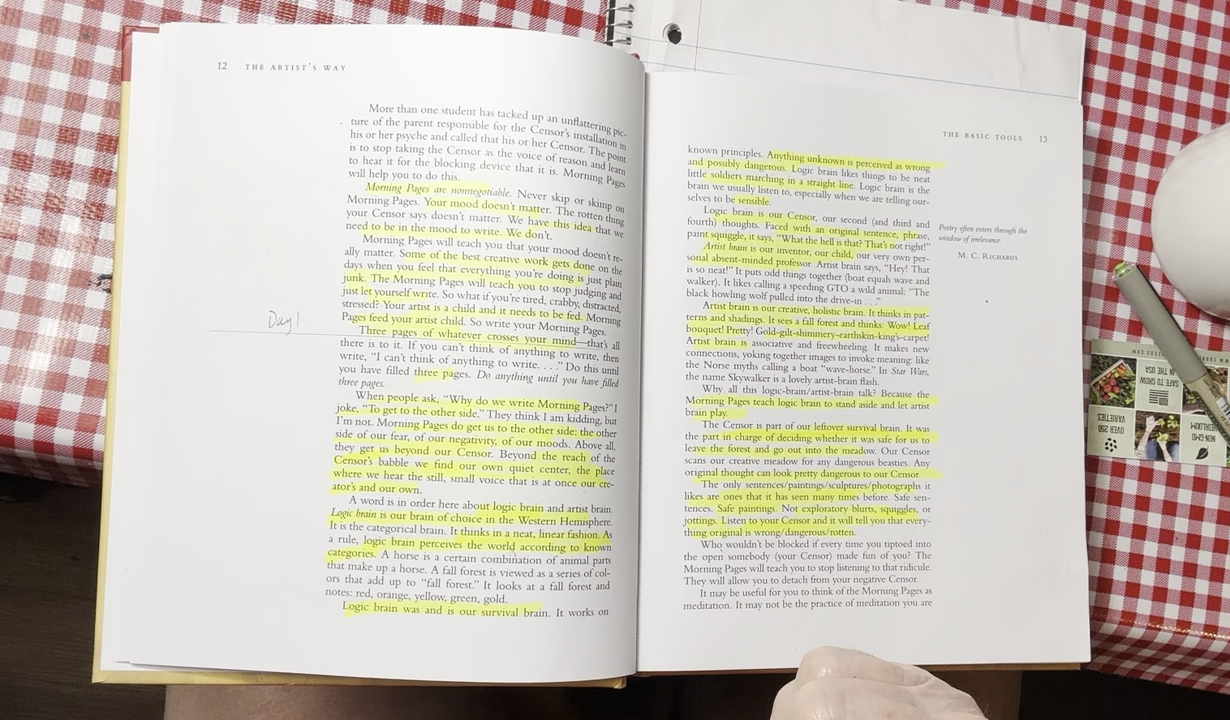 12 THE ARTIST'S WAY
More than one student has tacked up an unflattering pic-
ture of the parent responsible for the Censor's installation in
his or her psyche and called that his or her Censor. The point
is to stop taking the Censor as the voice of reason and learn
to hear it for the blocking device that it is. Morning Pages
will help you to do this.
Morning Pages are nonnegotiable. Never skip or skimp on
Morning Pages. Your mood doesn't matter. The rotten thing
your Censor says doesn't matter. We have this idea that we
need to be in the mood to write. We don't.
Morning Pages will teach you that your mood doesn't re-
ally matter. Some of the best creative work gets done on the
days when you feel that everything you're doing is just plain
junk. The Morning Pages will teach you to stop judging and
just let yourself write. So what if you're tired, crabby, distracted,
stressed? Your artist is a child and it needs to be fed. Morning
Pages feed your artist child. So write your Morning Pages.
Day 1
Three pages of whatever crosses your mind—that's all
there is to it. If you can't think of anything to write, then
write, "I can't think of anything to write. . . ." Do this until
you have filled three pages. Do anything until you have filled
three pages.
When people ask, "Why do we write Morning Pages?" I
joke, "To get to the other side." They think I am kidding, but
I'm not. Morning Pages do get us to the other side: the other
side of our fear, of our negativity, of our moods. Above all,
they get us beyond our Censor. Beyond the reach of the
Censor's babble we find our own quiet center, the place
where we hear the still, small voice that is at once our cre-
ator's and our own.
A word is in order here about logic brain and artist brain.
Logic brain is our brain of choice in the Western Hemisphere.
It is the categorical brain. It thinks in a neat, linear fashion. As
a rule, logic brain perceives the world according to known
categories. A horse is a certain combination of animal parts
that make up a horse. A fall forest is viewed as a series of col-
ors that add up to "fall forest." It looks at a fall forest and
notes: red, orange, yellow, green, gold.
Logic brain was and is our survival brain. It works on
THE BASIC TOOLS 13
known principles. Anything unknown is perceived as wrong
and possibly dangerous. Logic brain likes things to be neat
little soldiers marching in a straight line. Logic brain is the
brain we usually listen to, especially when we are telling our-
selves to be sensible.
Logic brain is our Censor, our second (and third and
fourth) thoughts. Faced with an original sentence, phrase,
paint squiggle, it says, "What the hell is that? That's not right!"
Artist brain is our inventor, our child, our very own per-
sonal absent-minded professor. Artist brain says, "Hey! That
is so neat!" It puts odd things together (boat equals wave and
walker). It likes calling a speeding GTO a wild animal: "The
black howling wolf pulled into the drive-in . . ."
Artist brain is our creative, holistic brain. It thinks in pat-
terns and shadings. It sees a fall forest and thinks: Wow! Leaf
bouquet! Pretty! Gold-gilt-shimmery-earthskin-king's-carpet!
Artist brain is associative and freewheeling. It makes new
connections, yoking together images to invoke meaning: like
the Norse myths calling a boat "wave-horse." In Star Wars,
the name Skywalker is a lovely artist-brain flash.
Why all this logic-brain/artist-brain talk? Because the
Morning Pages teach logic brain to stand aside and let artist
brain play.
The Censor is part of our leftover survival brain. It was
the part in charge of deciding whether it was safe for us to
leave the forest and go out into the meadow. Our Censor
scans our creative meadow for any dangerous beasties. Any
original thought can look pretty dangerous to our Censor.
The only sentences/paintings/sculptures/photographs it
likes are ones that it has seen many times before. Safe sen-
tences. Safe paintings. Not exploratory blurts, squiggles, or
jottings. Listen to your Censor and it will tell you that every-
thing original is wrong/dangerous/rotten.
Who wouldn't be blocked if every time you tiptoed into
the open somebody (your Censor) made fun of you? The
Morning Pages will teach you to stop listening to that ridicule.
They will allow you to detach from your negative Censor.
It may be useful for you to think of the Morning Pages as
meditation. It may not be the practice of meditation you are
Poetry often enters through the
window of irrelevance.
M. C. RICHARDS
SAFE TO GROW
IN THE USA
OVER 250
VARIETIES
NON-GMO
HEIRLOOM